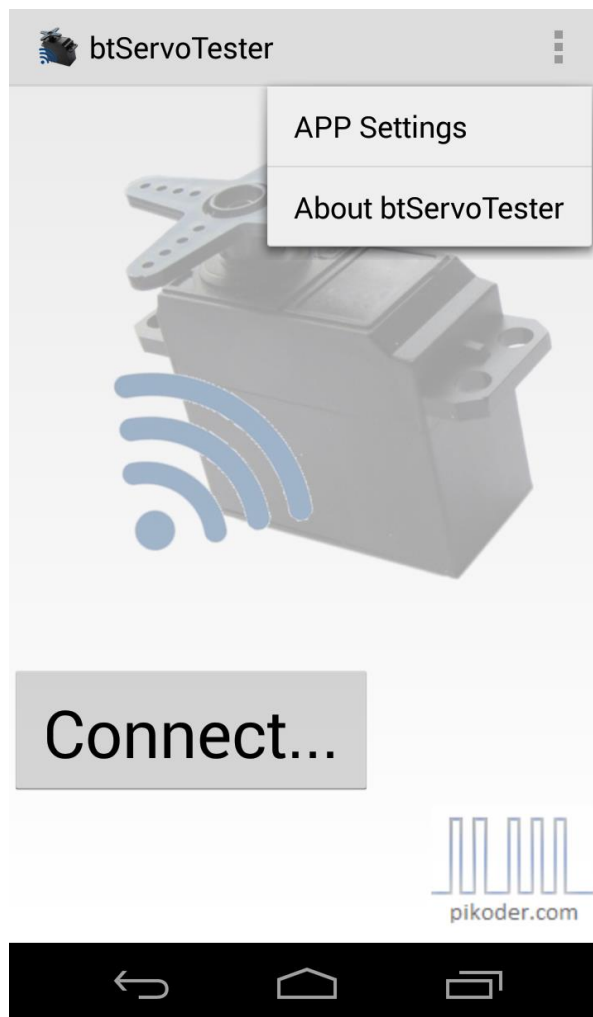 btServoTester
APP Settings
About btServoTester
Connect...
pikoder.com